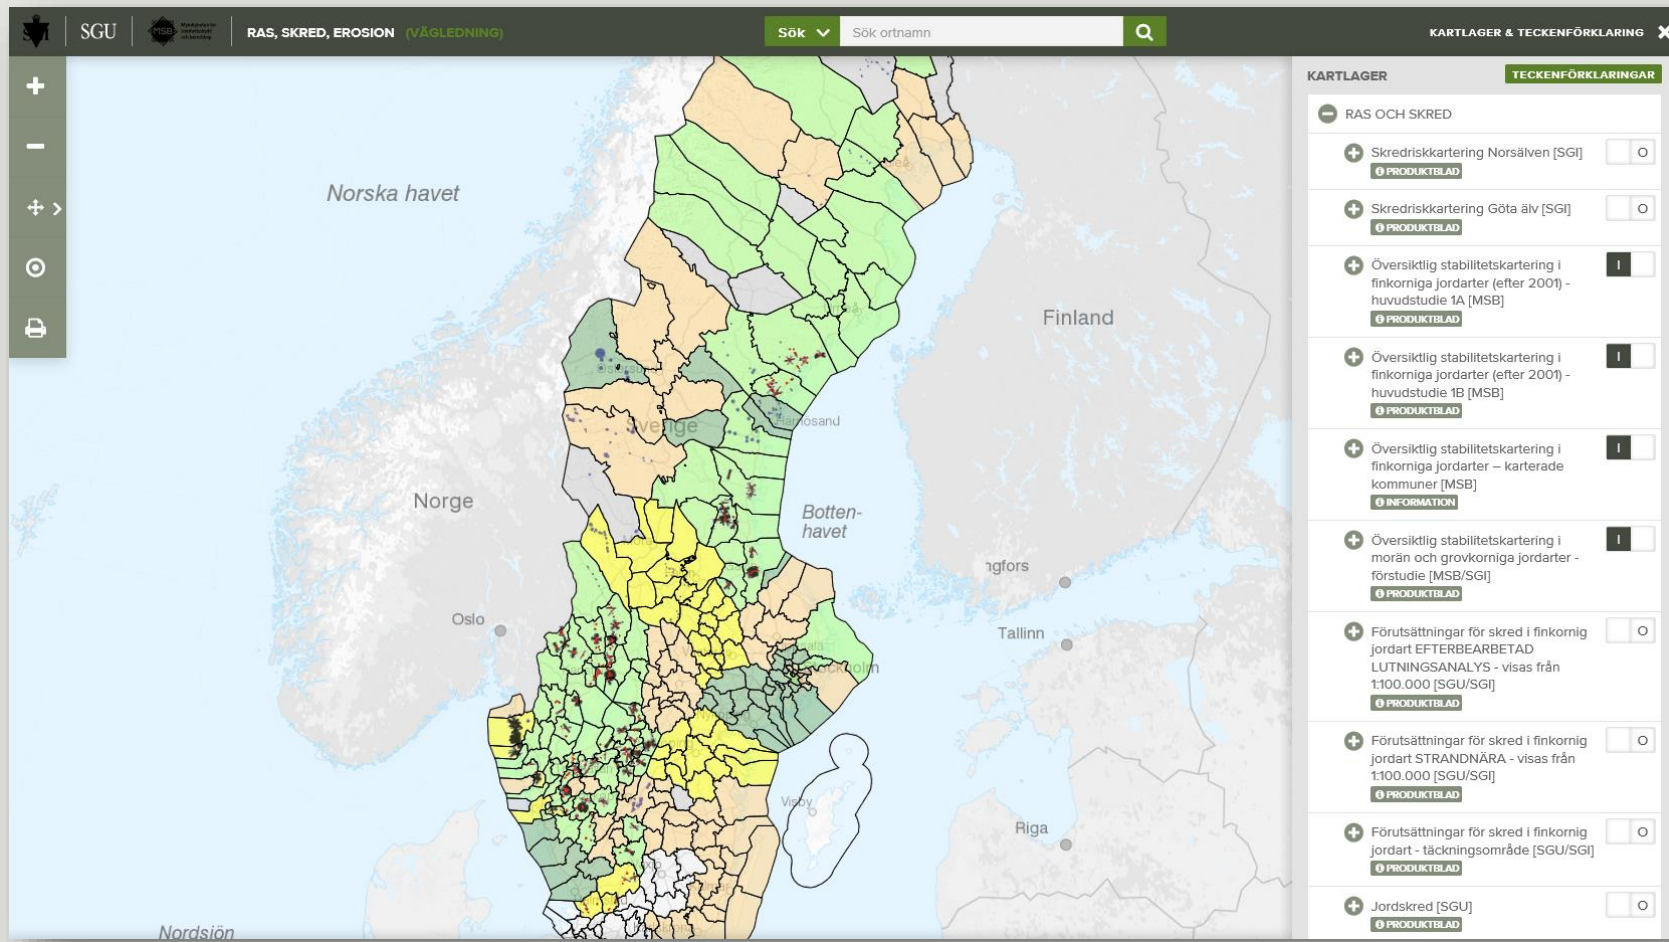 SGU
MSB
RAS, SKRED, EROSION (VÄGLEDNING)
Sök
Sök ortnamn
KARTLAGER & TECKENFÖRKLARING
Norska havet
Finland
Sverige
Härnösand
Norge
Botten-
havet
ngfors
Oslo
Tallinn
Visby
Riga
Nordsjön
KARTLAGER
TECKENFÖRKLARINGAR
RAS OCH SKRED
Skredriskkartering Norsälven [SGI]
PRODUKTBLAD
Skredriskkartering Göta älv [SGI]
PRODUKTBLAD
Översiktlig stabilitetskartering i
finkorniga jordarter (efter 2001) -
huvudstudie 1A [MSB]
PRODUKTBLAD
Översiktlig stabilitetskartering i
finkorniga jordarter (efter 2001) -
huvudstudie 1B [MSB]
PRODUKTBLAD
Översiktlig stabilitetskartering i
finkorniga jordarter – karterade
kommuner [MSB]
INFORMATION
Översiktlig stabilitetskartering i
morän och grovkorniga jordarter -
förstudie [MSB/SGI]
PRODUKTBLAD
Förutsättningar för skred i finkornig
jordart EFTERBEARBETAD
LUTNINGSANALYS - visas från
1:100.000 [SGU/SGI]
PRODUKTBLAD
Förutsättningar för skred i finkornig
jordart STRANDNÄRA - visas från
1:100.000 [SGU/SGI]
PRODUKTBLAD
Förutsättningar för skred i finkornig
jordart - täckningsområde [SGU/SGI]
PRODUKTBLAD
Jordskred [SGU]
PRODUKTBLAD